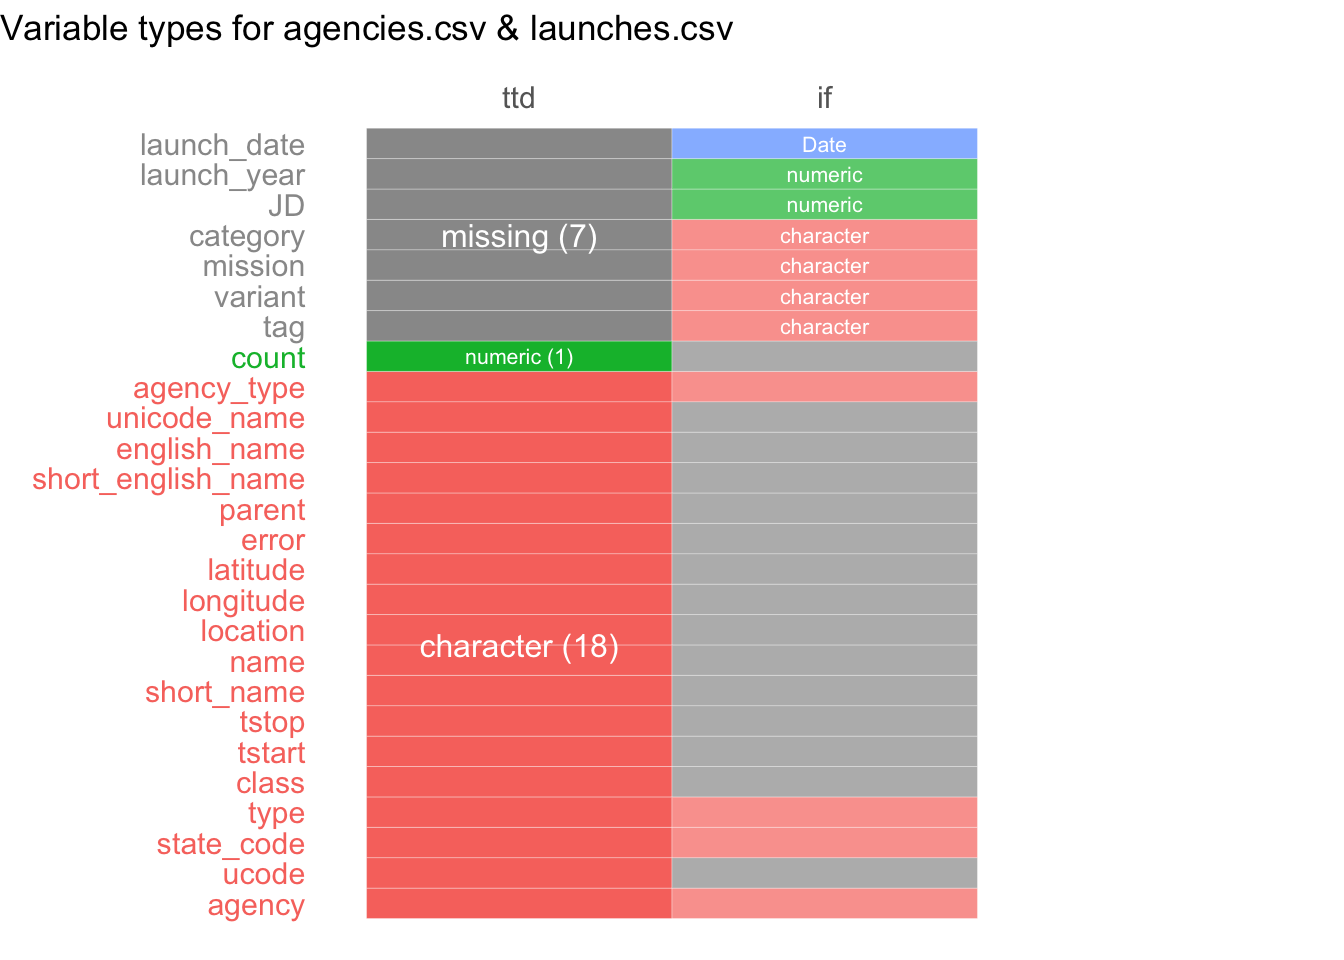 Variable types for agencies.csv & launches.csv
ttd if
launch_date Date
launch_year numeric
JD numeric
category missing (7) character
mission character
variant character
tag character
count numeric (1)
agency_type
unicode_name
english_name
short_english_name
parent
error
latitude
longitude
location
character (18)
name
short_name
tstop
tstart
class
type
state_code
ucode
agency